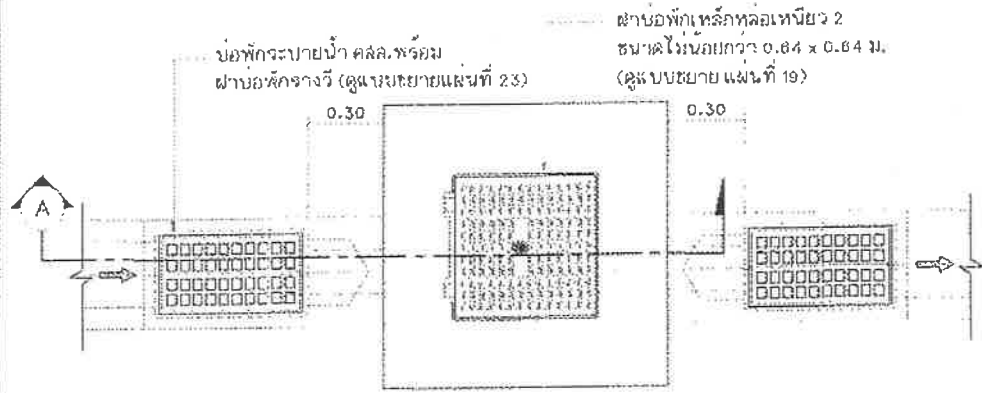 บ่อพักระบายน้ำ คสล.พร้อม
ฝาบ่อพักรางวี (ดูแบบขยายแผ่นที่ 23)
ฝาบ่อพักเหล็กหล่อเหนียว 2
ขนาดไม่น้อยกว่า 0.64 x 0.64 ม.
(ดูแบบขยาย แผ่นที่ 19)
0.30
0.30
A